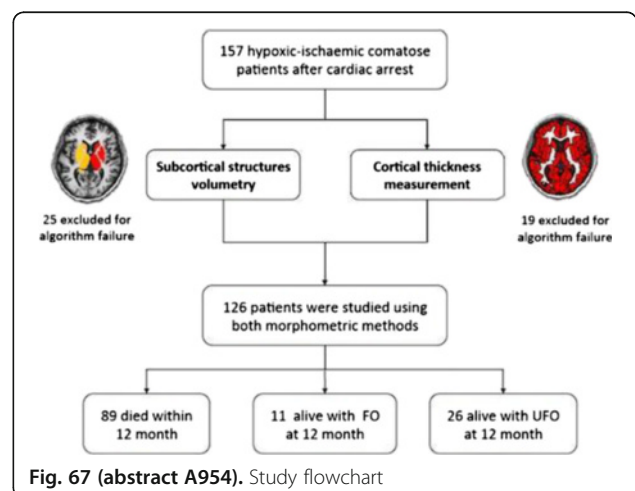 157 hypoxic-ischaemic comatose
patients after cardiac arrest
Subcortical structures
volumetry
Cortical thickness
measurement
25 excluded for
algorithm failure
19 excluded for
algorithm failure
126 patients were studied using
both morphometric methods
89 died within
12 month
11 alive with FO
at 12 month
26 alive with UFO
at 12 month
Fig. 67 (abstract A954). Study flowchart